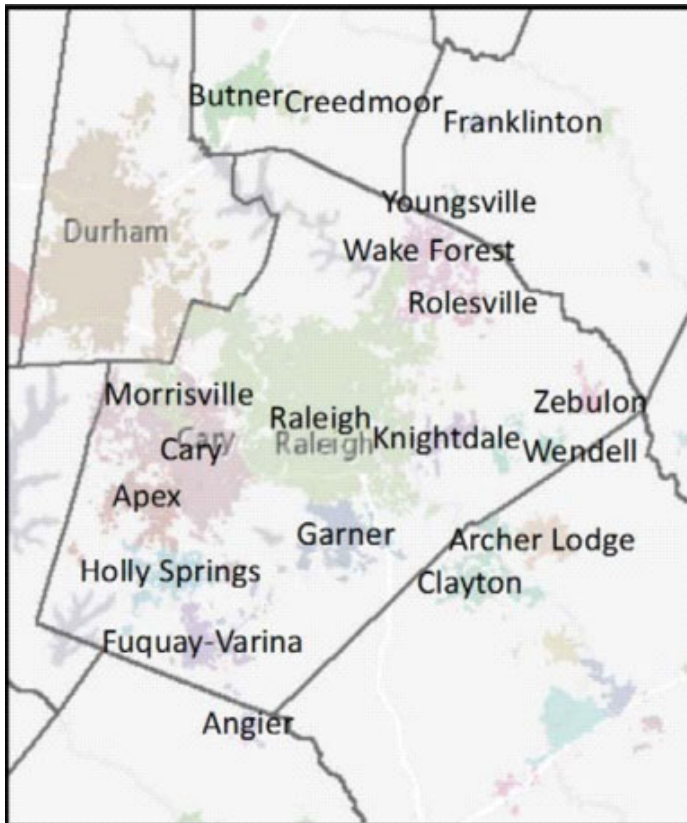 Butner
Creedmoor
Franklinton
Youngsville
Durham
Wake Forest
Rolesville
Morrisville
Zebulon
Raleigh
Cary
Cary
Raleigh
Knightdale
Wendell
Apex
Garner
Archer Lodge
Holly Springs
Clayton
Fuquay-Varina
Angier